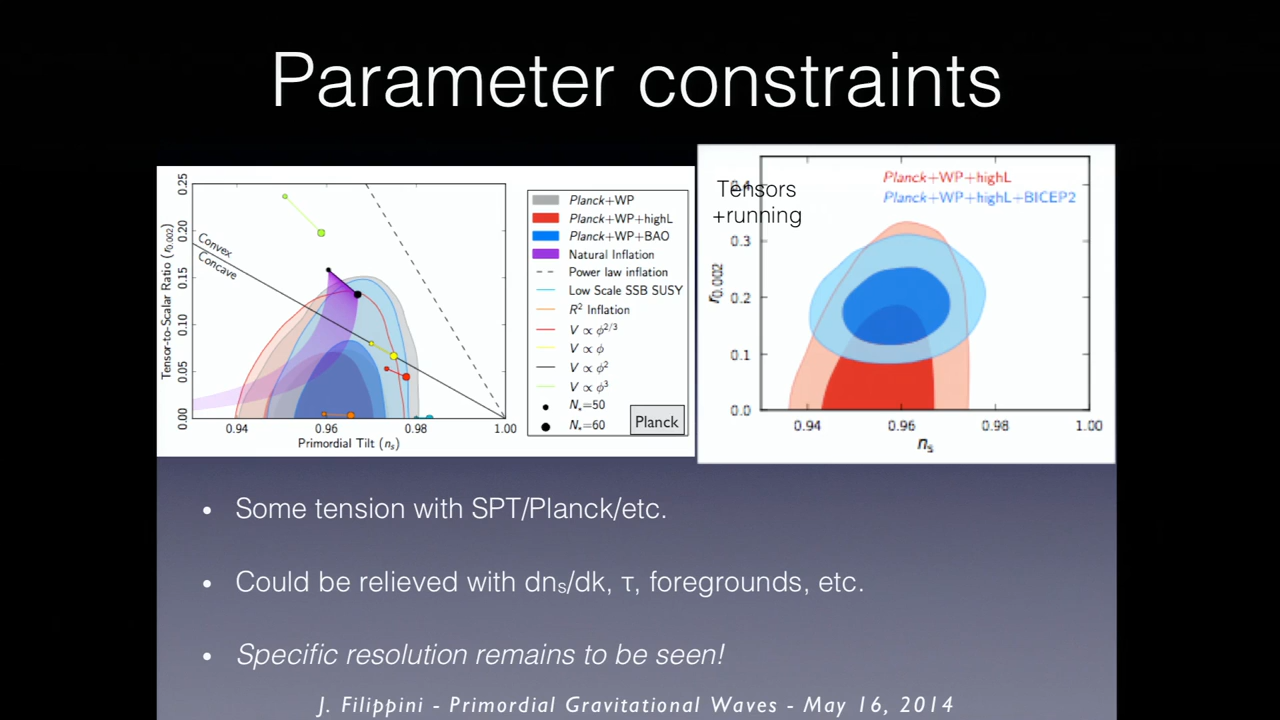 Parameter constraints
0.25
0.20
0.15
0.10
0.05
0.00
Tensor-to-Scalar Ratio (r₀.₀₀₂)
Convex
Concave
0.94
0.96
0.98
1.00
Primordial Tilt (nₛ)
Planck+WP
Planck+WP+highL
Planck+WP+BAO
Natural Inflation
Power law inflation
Low Scale SSB SUSY
R² Inflation
V ∝ ϕ^{2/3}
V ∝ ϕ
V ∝ ϕ²
V ∝ ϕ³
N∗=50
N∗=60
Planck
Tensors
+running
Planck+WP+highL
Planck+WP+highL+BICEP2
0.3
0.2
0.1
0.0
r₀.₀₀₂
0.94
0.96
0.98
1.00
nₛ
• Some tension with SPT/Planck/etc.
• Could be relieved with dnₛ/dk, τ, foregrounds, etc.
• Specific resolution remains to be seen!
J. Filippini - Primordial Gravitational Waves - May 16, 2014